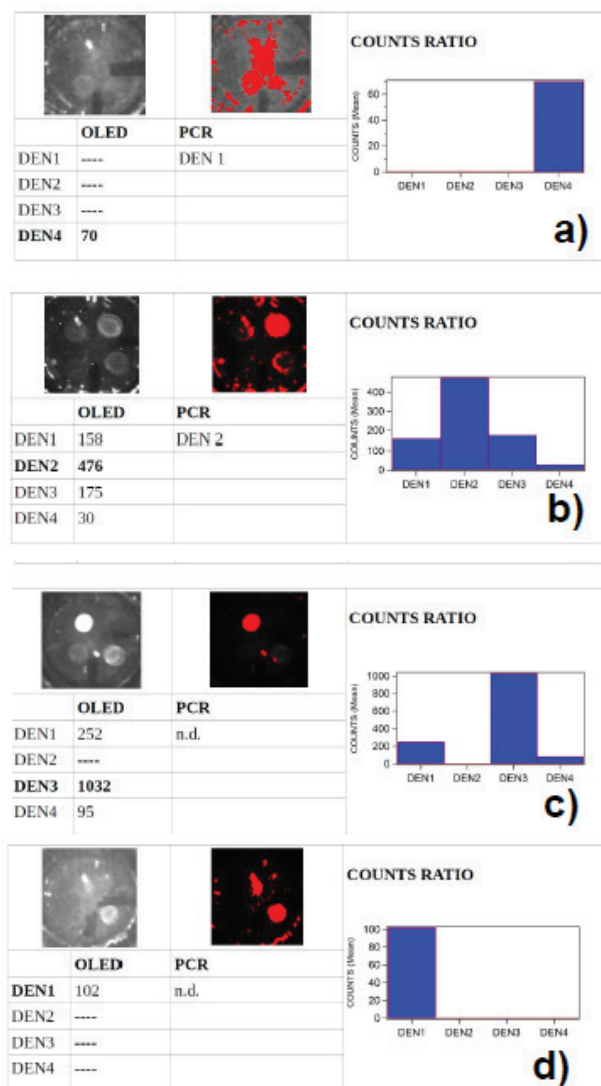 COUNTS RATIO
OLED PCR
DEN1 ---- DEN 1
DEN2 ----
DEN3 ----
DEN4 70
COUNTS (Mean)
60
40
20
0
DEN1 DEN2 DEN3 DEN4
a)
COUNTS RATIO
OLED PCR
DEN1 158 DEN 2
DEN2 476
DEN3 175
DEN4 30
COUNTS (Mean)
400
300
200
100
0
DEN1 DEN2 DEN3 DEN4
b)
COUNTS RATIO
OLED PCR
DEN1 252 n.d.
DEN2 ----
DEN3 1032
DEN4 95
COUNTS (Mean)
1000
800
600
400
200
0
DEN1 DEN2 DEN3 DEN4
c)
COUNTS RATIO
OLED PCR
DEN1 102 n.d.
DEN2 ----
DEN3 ----
DEN4 ----
COUNTS (Mean)
100
80
60
40
20
0
DEN1 DEN2 DEN3 DEN4
d)